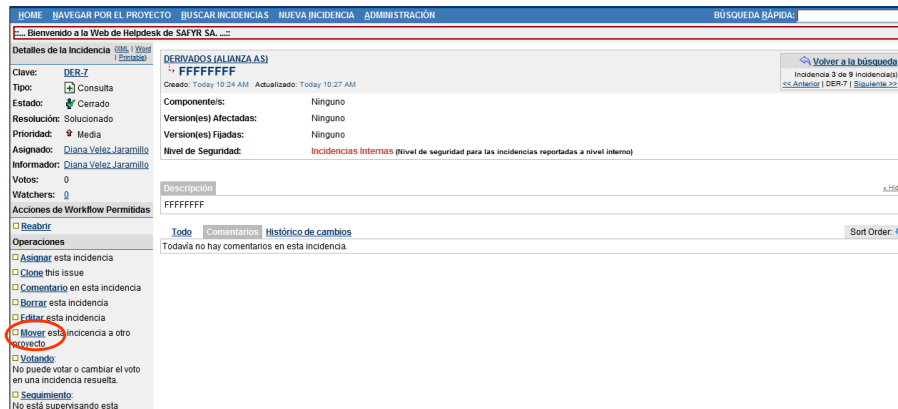 HOME NAVEGAR POR EL PROYECTO BUSCAR INCIDENCIAS NUEVA INCIDENCIA ADMINISTRACIÓN BÚSQUEDA RÁPIDA:
::... Bienvenido a la Web de Helpdesk de SAFYR SA. ...::
Detalles de la Incidencia (XML | Word | Printable)
Clave: DER-7
Tipo: Consulta
Estado: Cerrado
Resolución: Solucionado
Prioridad: Media
Asignado: Diana Velez Jaramillo
Informador: Diana Velez Jaramillo
Votos: 0
Watchers: 0
Acciones de Workflow Permitidas
Reabrir
Operaciones
Asignar esta incidencia
Clone this issue
Comentario en esta incidencia
Borrar esta incidencia
Editar esta incidencia
Mover esta incicencia a otro
proyecto
Votando:
No puede votar o cambiar el voto
en una incidencia resuelta.
Seguimiento:
No está supervisando esta
DERIVADOS (ALIANZA AS)
FFFFFFFF
Creado: Today 10:24 AM Actualizado: Today 10:27 AM
Volver a la búsqueda
Incidencia 3 de 9 incidencia(s)
<< Anterior | DER-7 | Siguiente >>
Componente/s: Ninguno
Version(es) Afectadas: Ninguno
Version(es) Fijadas: Ninguno
Nivel de Seguridad: Incidencias Internas (Nivel de seguridad para las incidencias reportadas a nivel interno)
Descripción
FFFFFFFF
Todo Comentarios Histórico de cambios Sort Order:
Todavía no hay comentarios en esta incidencia.